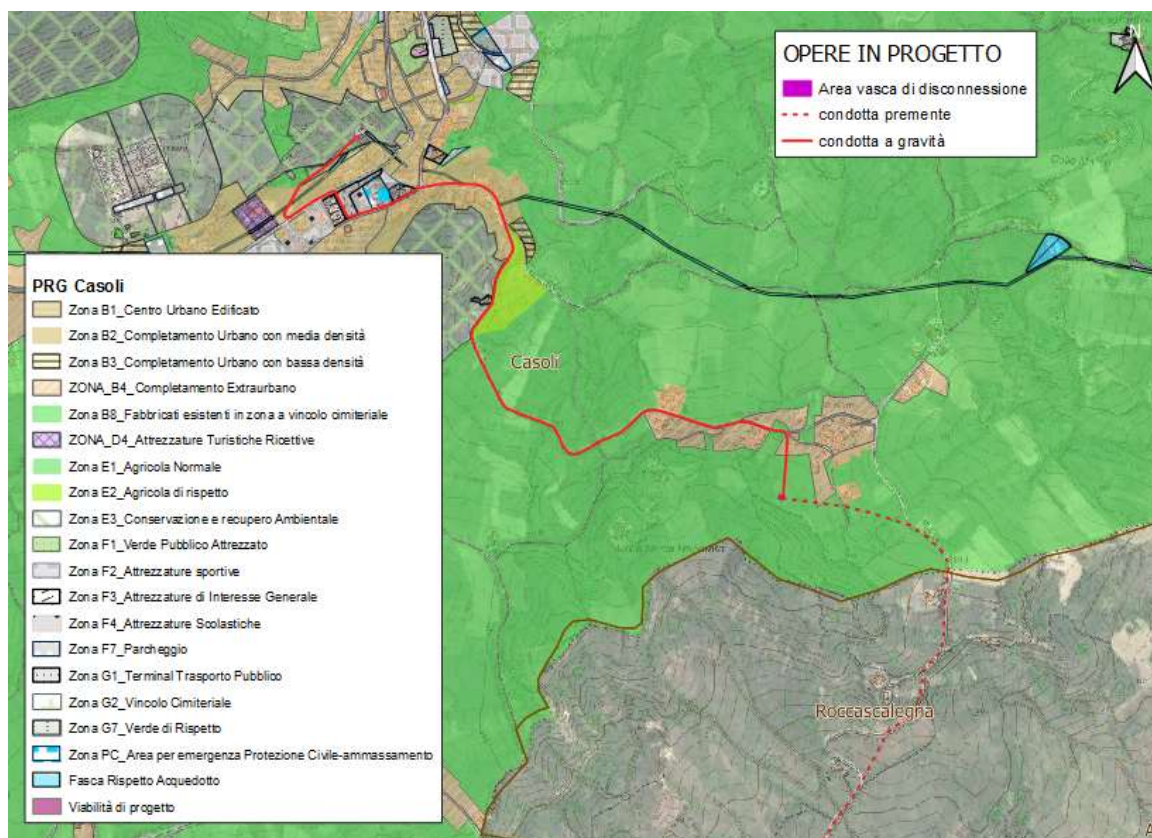 N
OPERE IN PROGETTO
Area vasca di disconnessione
condotta premente
condotta a gravità
PRG Casoli
Zona B1_Centro Urbano Edificato
Zona B2_Completamento Urbano con media densità
Zona B3_Completamento Urbano con bassa densità
ZONA_B4_Completamento Extraurbano
Zona B8_Fabbricati esistenti in zona a vincolo cimiteriale
ZONA_D4_Attrezzature Turistiche Ricettive
Zona E1_Agricola Normale
Zona E2_Agricola di rispetto
Zona E3_Conservazione e recupero Ambientale
Zona F1_Verde Pubblico Attrezzato
Zona F2_Attrezzature sportive
Zona F3_Attrezzature di Interesse Generale
Zona F4_Attrezzature Scolastiche
Zona F7_Parcheggio
Zona G1_Terminal Trasporto Pubblico
Zona G2_Vincolo Cimiteriale
Zona G7_Verde di Rispetto
Zona PC_Area per emergenza Protezione Civile-ammassamento
Fasca Rispetto Acquedotto
Viabilità di progetto
Casoli
Roccascalegna